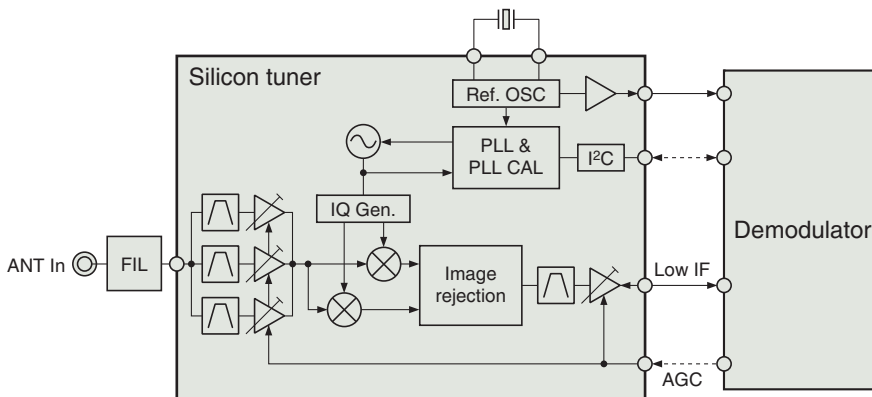 Silicon tuner
Ref. OSC
PLL &
PLL CAL
I²C
IQ Gen.
Demodulator
ANT In
FIL
Image
rejection
Low IF
AGC